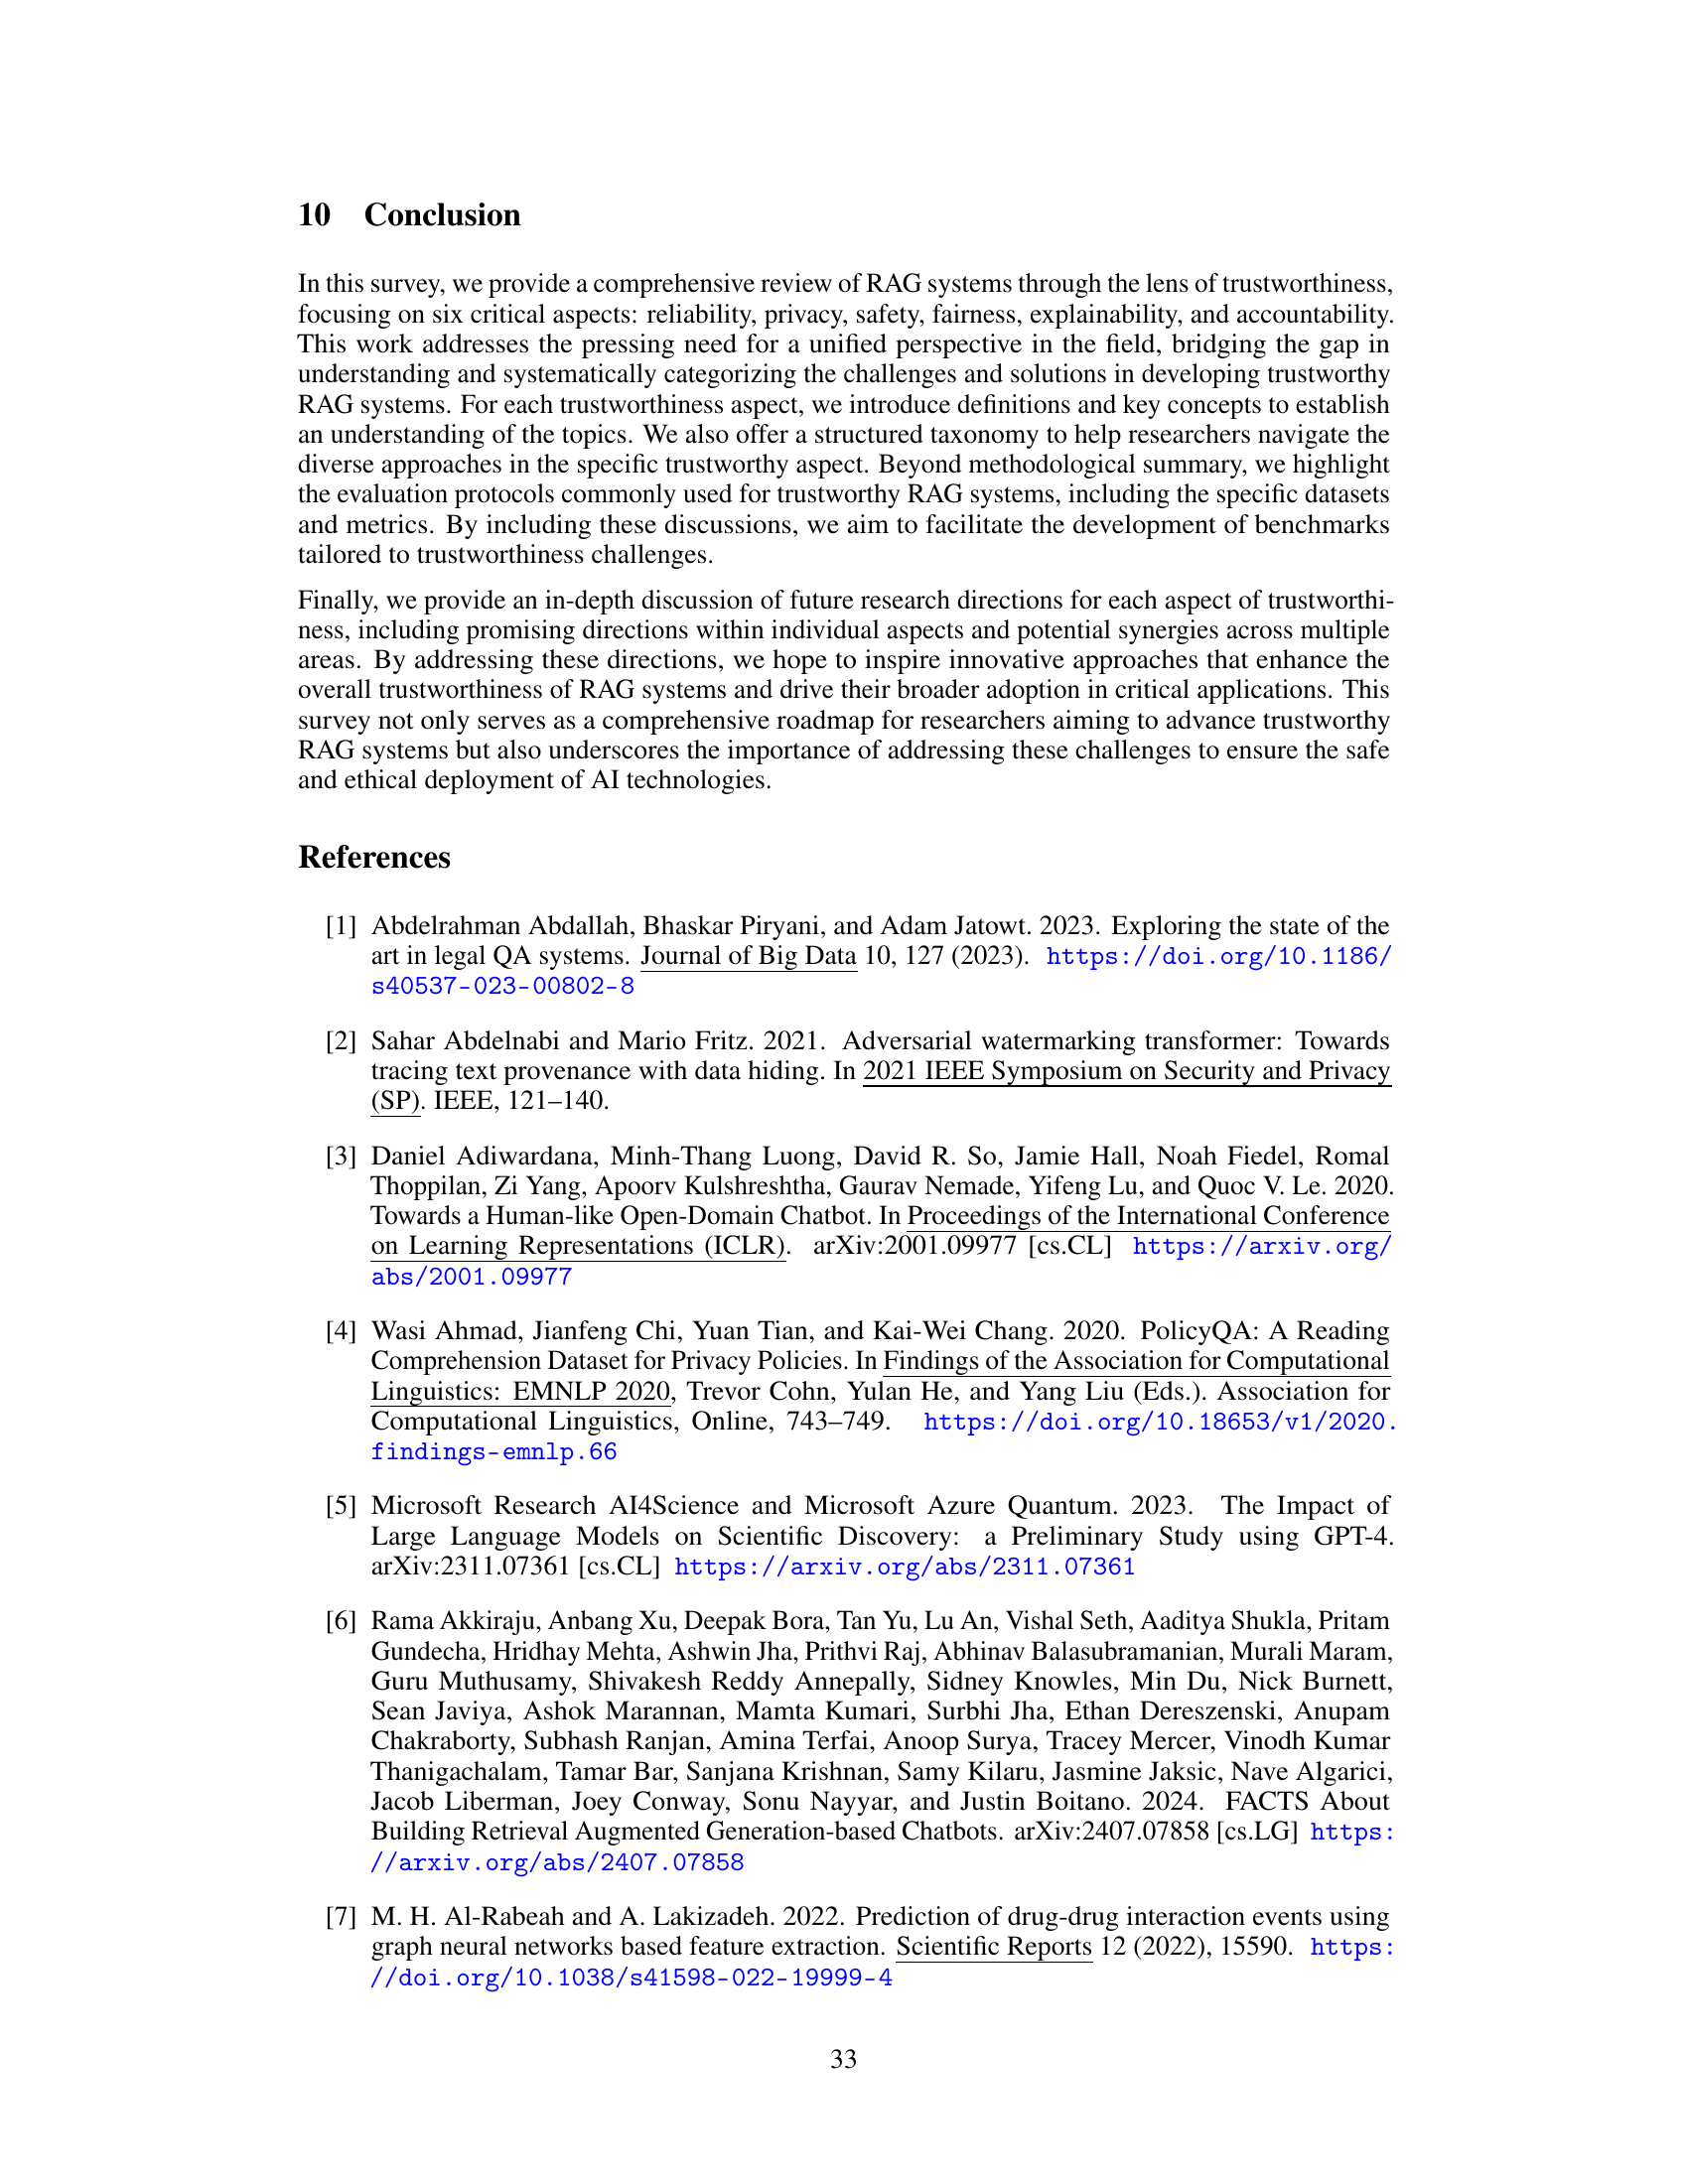 10 Conclusion
In this survey, we provide a comprehensive review of RAG systems through the lens of trustworthiness,
focusing on six critical aspects: reliability, privacy, safety, fairness, explainability, and accountability.
This work addresses the pressing need for a unified perspective in the field, bridging the gap in
understanding and systematically categorizing the challenges and solutions in developing trustworthy
RAG systems. For each trustworthiness aspect, we introduce definitions and key concepts to establish
an understanding of the topics. We also offer a structured taxonomy to help researchers navigate the
diverse approaches in the specific trustworthy aspect. Beyond methodological summary, we highlight
the evaluation protocols commonly used for trustworthy RAG systems, including the specific datasets
and metrics. By including these discussions, we aim to facilitate the development of benchmarks
tailored to trustworthiness challenges.
Finally, we provide an in-depth discussion of future research directions for each aspect of trustworthi-
ness, including promising directions within individual aspects and potential synergies across multiple
areas. By addressing these directions, we hope to inspire innovative approaches that enhance the
overall trustworthiness of RAG systems and drive their broader adoption in critical applications. This
survey not only serves as a comprehensive roadmap for researchers aiming to advance trustworthy
RAG systems but also underscores the importance of addressing these challenges to ensure the safe
and ethical deployment of AI technologies.
References
[1] Abdelrahman Abdallah, Bhaskar Piryani, and Adam Jatowt. 2023. Exploring the state of the
art in legal QA systems. Journal of Big Data 10, 127 (2023). https://doi.org/10.1186/
s40537-023-00802-8
[2] Sahar Abdelnabi and Mario Fritz. 2021. Adversarial watermarking transformer: Towards
tracing text provenance with data hiding. In 2021 IEEE Symposium on Security and Privacy
(SP). IEEE, 121–140.
[3] Daniel Adiwardana, Minh-Thang Luong, David R. So, Jamie Hall, Noah Fiedel, Romal
Thoppilan, Zi Yang, Apoorv Kulshreshtha, Gaurav Nemade, Yifeng Lu, and Quoc V. Le. 2020.
Towards a Human-like Open-Domain Chatbot. In Proceedings of the International Conference
on Learning Representations (ICLR). arXiv:2001.09977 [cs.CL] https://arxiv.org/
abs/2001.09977
[4] Wasi Ahmad, Jianfeng Chi, Yuan Tian, and Kai-Wei Chang. 2020. PolicyQA: A Reading
Comprehension Dataset for Privacy Policies. In Findings of the Association for Computational
Linguistics: EMNLP 2020, Trevor Cohn, Yulan He, and Yang Liu (Eds.). Association for
Computational Linguistics, Online, 743–749. https://doi.org/10.18653/v1/2020.
findings-emnlp.66
[5] Microsoft Research AI4Science and Microsoft Azure Quantum. 2023. The Impact of
Large Language Models on Scientific Discovery: a Preliminary Study using GPT-4.
arXiv:2311.07361 [cs.CL] https://arxiv.org/abs/2311.07361
[6] Rama Akkiraju, Anbang Xu, Deepak Bora, Tan Yu, Lu An, Vishal Seth, Aaditya Shukla, Pritam
Gundecha, Hridhay Mehta, Ashwin Jha, Prithvi Raj, Abhinav Balasubramanian, Murali Maram,
Guru Muthusamy, Shivakesh Reddy Annepally, Sidney Knowles, Min Du, Nick Burnett,
Sean Javiya, Ashok Marannan, Mamta Kumari, Surbhi Jha, Ethan Dereszenski, Anupam
Chakraborty, Subhash Ranjan, Amina Terfai, Anoop Surya, Tracey Mercer, Vinodh Kumar
Thanigachalam, Tamar Bar, Sanjana Krishnan, Samy Kilaru, Jasmine Jaksic, Nave Algarici,
Jacob Liberman, Joey Conway, Sonu Nayyar, and Justin Boitano. 2024. FACTS About
Building Retrieval Augmented Generation-based Chatbots. arXiv:2407.07858 [cs.LG] https:
//arxiv.org/abs/2407.07858
[7] M. H. Al-Rabeah and A. Lakizadeh. 2022. Prediction of drug-drug interaction events using
graph neural networks based feature extraction. Scientific Reports 12 (2022), 15590. https:
//doi.org/10.1038/s41598-022-19999-4
33